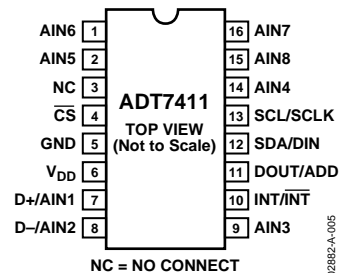 AIN6 1
AIN5 2
NC 3
C̅S̅ 4
GND 5
VDD 6
D+/AIN1 7
D–/AIN2 8
ADT7411
TOP VIEW
(Not to Scale)
16 AIN7
15 AIN8
14 AIN4
13 SCL/SCLK
12 SDA/DIN
11 DOUT/ADD
10 INT/I̅N̅T̅
9 AIN3
NC = NO CONNECT
02882-A-005